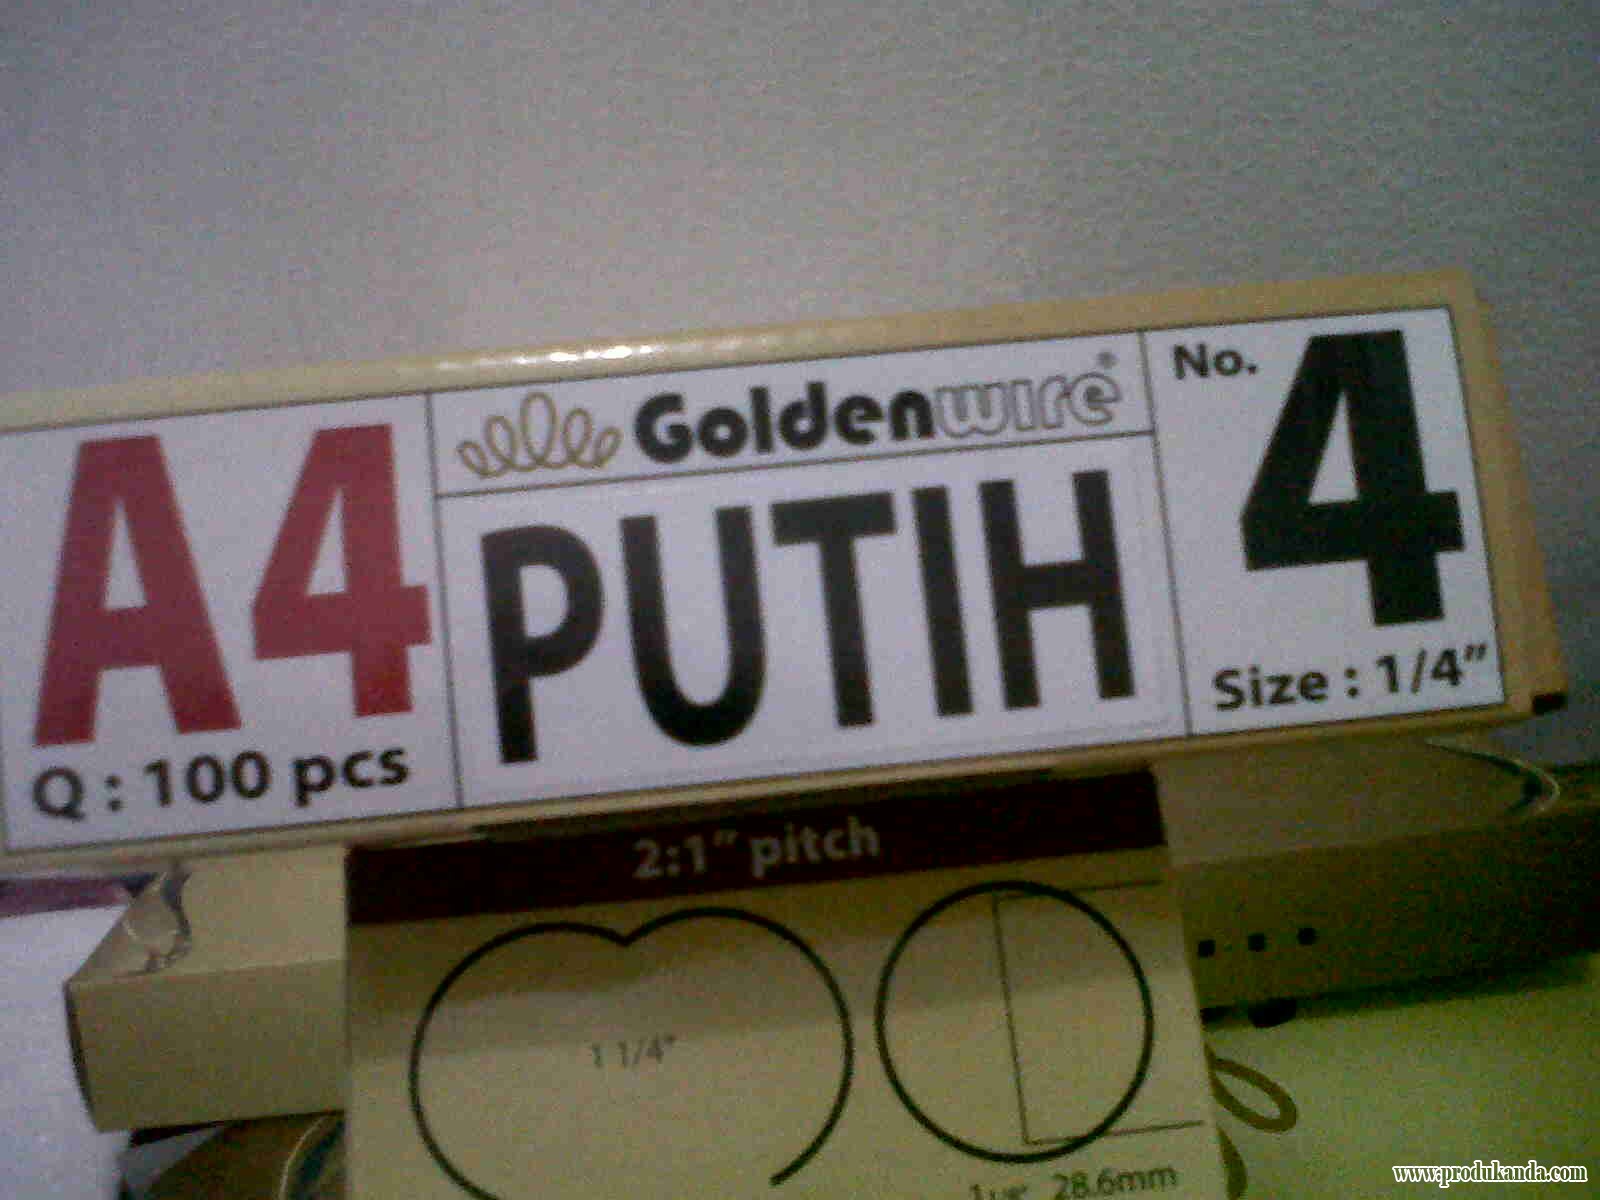 A4
Q : 100 pcs
Goldenwire®
PUTIH
No. 4
Size : 1/4"
2:1" pitch
1 1/4"
28.6mm
www.produkanda.com